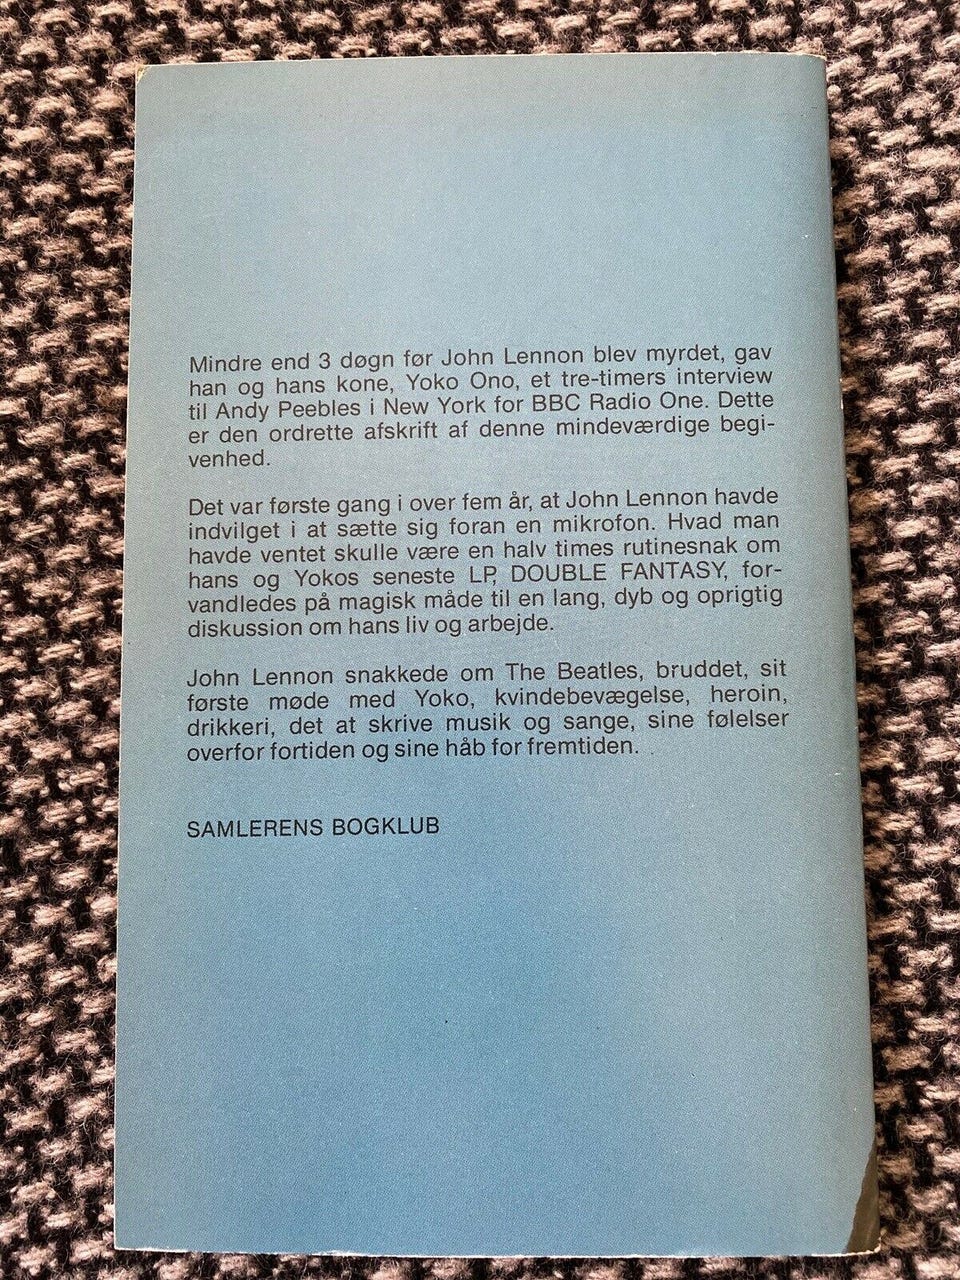 Mindre end 3 døgn før John Lennon blev myrdet, gav
han og hans kone, Yoko Ono, et tre-timers interview
til Andy Peebles i New York for BBC Radio One. Dette
er den ordrette afskrift af denne mindeværdige begi-
venhed.
Det var første gang i over fem år, at John Lennon havde
indvilget i at sætte sig foran en mikrofon. Hvad man
havde ventet skulle være en halv times rutinesnak om
hans og Yokos seneste LP, DOUBLE FANTASY, for-
vandledes på magisk måde til en lang, dyb og oprigtig
diskussion om hans liv og arbejde.
John Lennon snakkede om The Beatles, bruddet, sit
første møde med Yoko, kvindebevægelse, heroin,
drikkeri, det at skrive musik og sange, sine følelser
overfor fortiden og sine håb for fremtiden.
SAMLERENS BOGKLUB